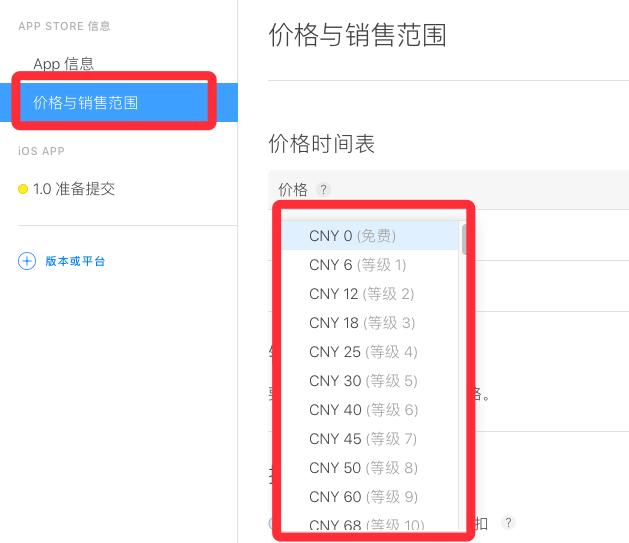 APP STORE 信息
App 信息
价格与销售范围
iOS APP
1.0 准备提交
版本或平台
价格与销售范围
价格时间表
价格 ?
CNY 0 (免费)
CNY 6 (等级 1)
CNY 12 (等级 2)
CNY 18 (等级 3)
CNY 25 (等级 4)
CNY 30 (等级 5)
CNY 40 (等级 6)
CNY 45 (等级 7)
CNY 50 (等级 8)
CNY 60 (等级 9)
CNY 68 (等级 10)
格。
扣 ?